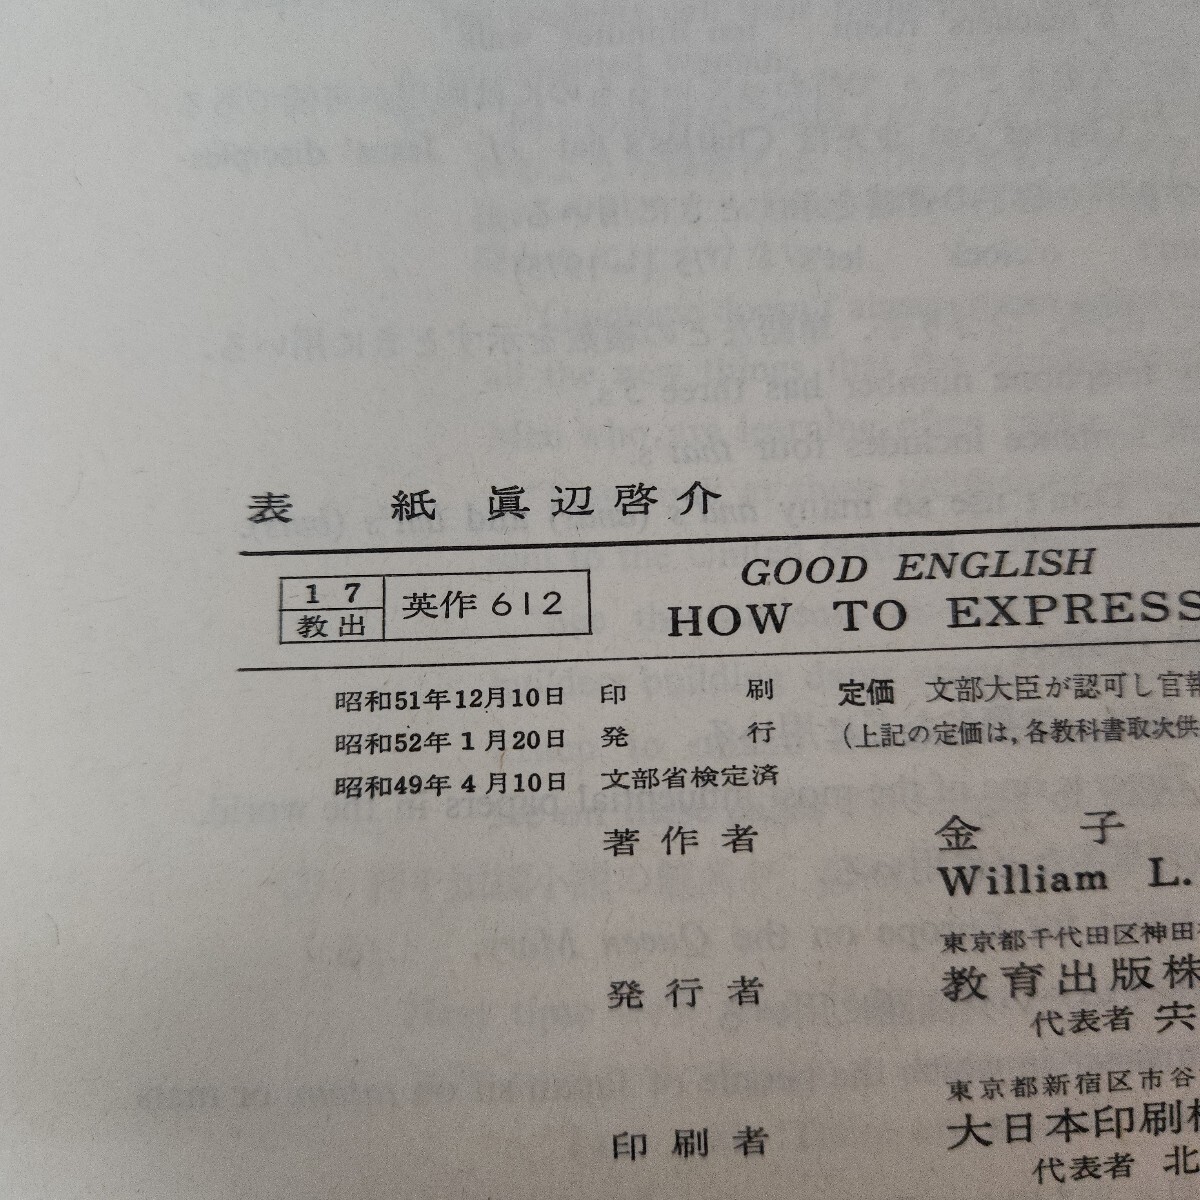 表 紙 眞辺啓介
GOOD ENGLISH
17 英作612
教出
HOW TO EXPRESS
昭和51年12月10日 印 刷 定価 文部大臣が認可し官報
昭和52年1月20日 発 行 (上記の定価は,各教科書取次供
昭和49年4月10日 文部省検定済
著作者 金 子
William L.
東京都千代田区神田
発行者 教育出版株
代表者 宍
東京都新宿区市谷
印刷者 大日本印刷株
代表者 北